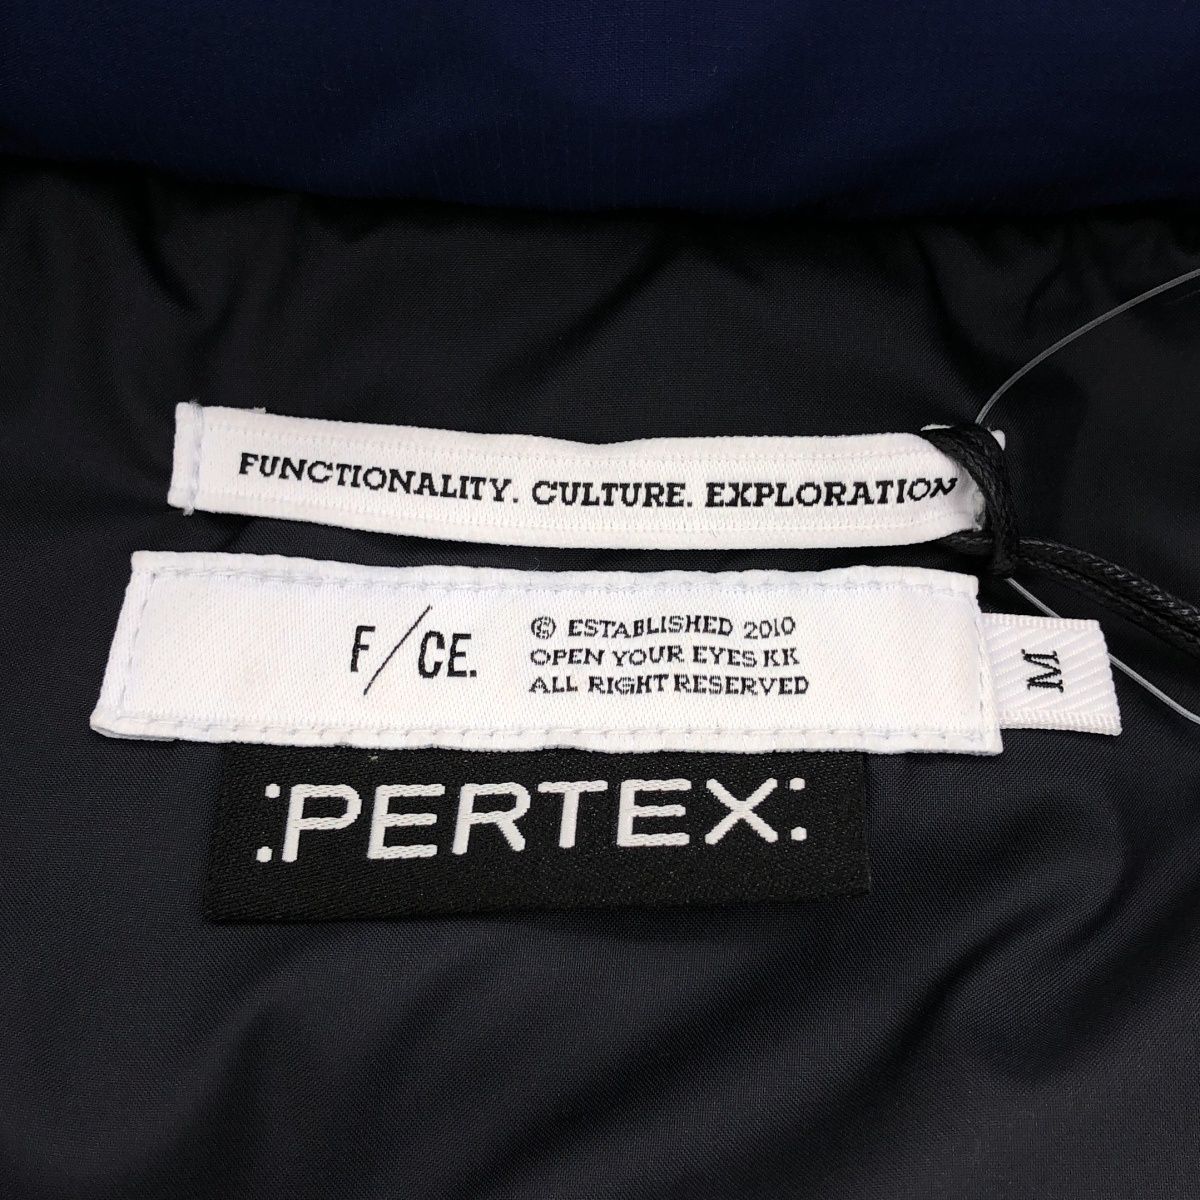 FUNCTIONALITY. CULTURE. EXPLORATION
F/CE.
© ESTABLISHED 2010
OPEN YOUR EYES KK
ALL RIGHT RESERVED
M
:PERTEX: